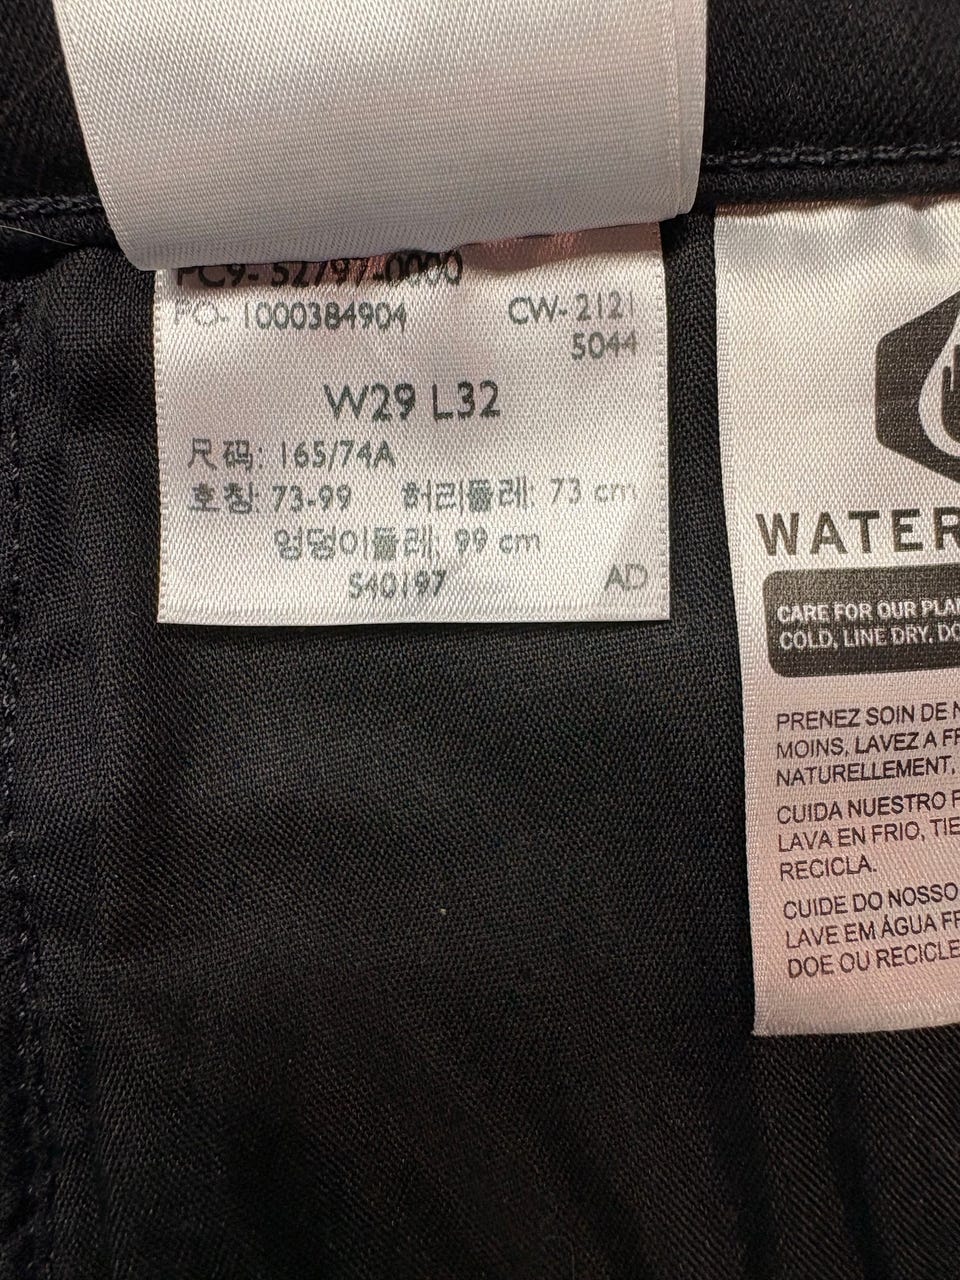 PC9- 52797-0000
PO- 1000384904 CW- 2121
5044
W29 L32
尺码: 165/74A
호칭: 73-99 허리둘레: 73 cm
엉덩이둘레: 99 cm
S40197 AD
WATER
CARE FOR OUR PLAN
COLD, LINE DRY. DO
PRENEZ SOIN DE N
MOINS, LAVEZ A FR
NATURELLEMENT,
CUIDA NUESTRO P
LAVA EN FRIO, TIE
RECICLA.
CUIDE DO NOSSO
LAVE EM ÁGUA FR
DOE OU RECICLE